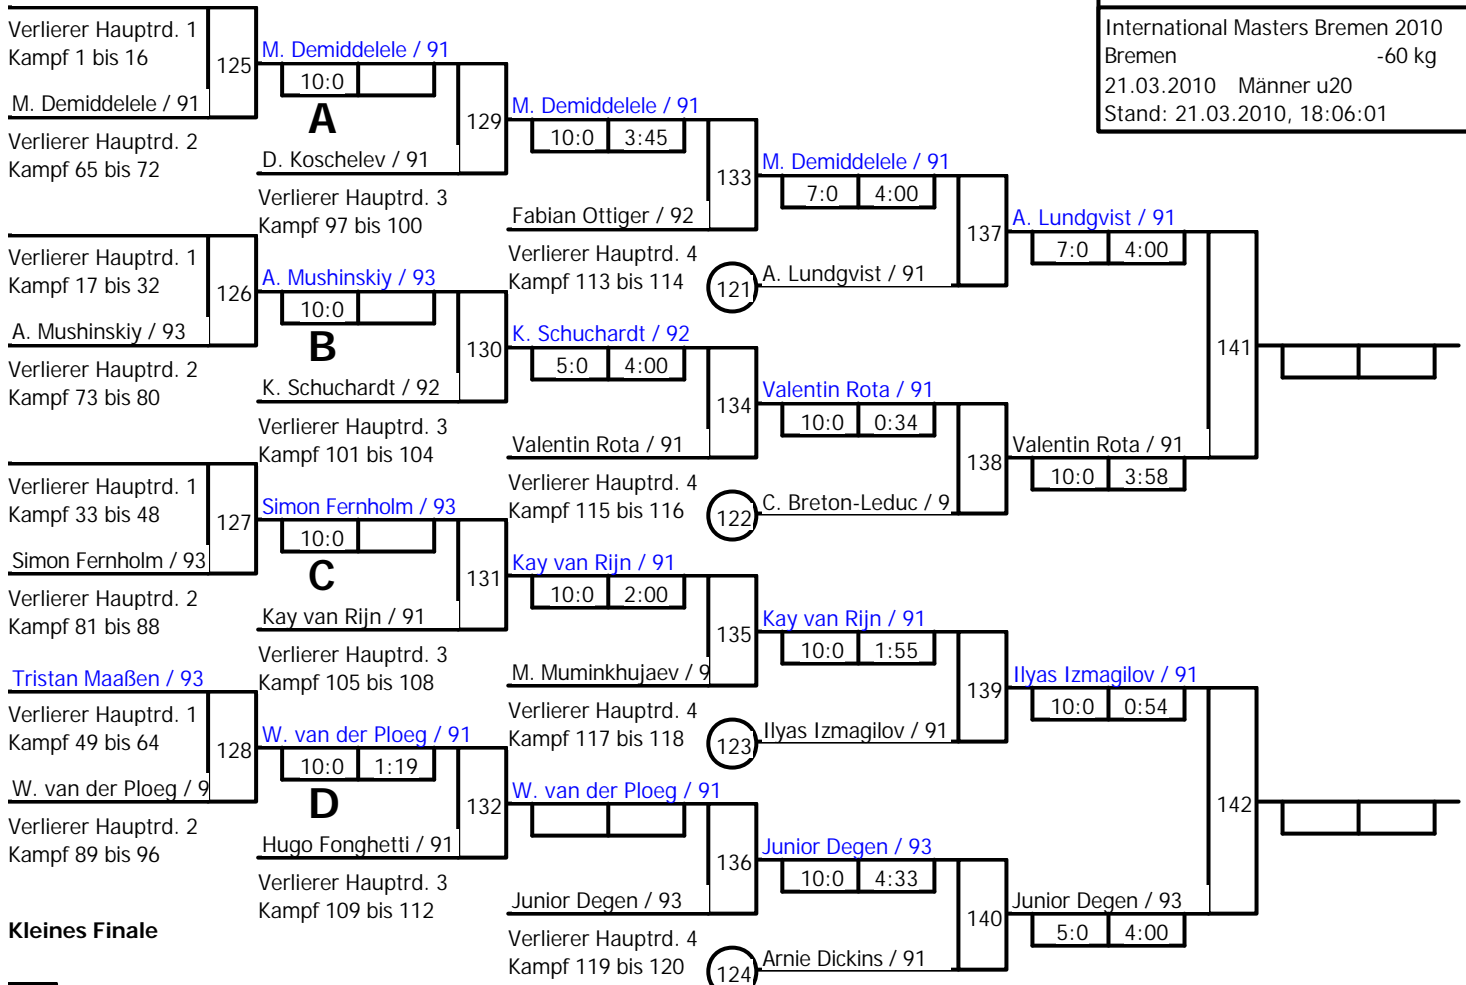 International Masters Bremen 2010
Bremen -60 kg
21.03.2010 Männer u20
Stand: 21.03.2010, 18:06:01
Verlierer Hauptrd. 1
Kampf 1 bis 16
125
M. Demiddelele / 91
Verlierer Hauptrd. 2
Kampf 65 bis 72
Verlierer Hauptrd. 1
Kampf 17 bis 32
126
A. Mushinskiy / 93
Verlierer Hauptrd. 2
Kampf 73 bis 80
Verlierer Hauptrd. 1
Kampf 33 bis 48
127
Simon Fernholm / 93
Verlierer Hauptrd. 2
Kampf 81 bis 88
Tristan Maaßen / 93
Verlierer Hauptrd. 1
Kampf 49 bis 64
128
W. van der Ploeg / 9
Verlierer Hauptrd. 2
Kampf 89 bis 96
M. Demiddelele / 91
10:0
A
129
D. Koschelev / 91
Verlierer Hauptrd. 3
Kampf 97 bis 100
A. Mushinskiy / 93
10:0
B
130
K. Schuchardt / 92
Verlierer Hauptrd. 3
Kampf 101 bis 104
Simon Fernholm / 93
10:0
C
131
Kay van Rijn / 91
Verlierer Hauptrd. 3
Kampf 105 bis 108
W. van der Ploeg / 91
10:0 1:19
D
132
Hugo Fonghetti / 91
Verlierer Hauptrd. 3
Kampf 109 bis 112
M. Demiddelele / 91
10:0 3:45
133
Fabian Ottiger / 92
Verlierer Hauptrd. 4
Kampf 113 bis 114
K. Schuchardt / 92
5:0 4:00
134
Valentin Rota / 91
Verlierer Hauptrd. 4
Kampf 115 bis 116
Kay van Rijn / 91
10:0 2:00
135
M. Muminkhujaev / 9
Verlierer Hauptrd. 4
Kampf 117 bis 118
W. van der Ploeg / 91
136
Junior Degen / 93
Verlierer Hauptrd. 4
Kampf 119 bis 120
M. Demiddelele / 91
7:0 4:00
137
121 A. Lundgvist / 91
Valentin Rota / 91
10:0 0:34
138
122 C. Breton-Leduc / 9
Kay van Rijn / 91
10:0 1:55
139
123 Ilyas Izmagilov / 91
Junior Degen / 93
10:0 4:33
140
124 Arnie Dickins / 91
A. Lundgvist / 91
7:0 4:00
141
Valentin Rota / 91
10:0 3:58
Ilyas Izmagilov / 91
10:0 0:54
142
Junior Degen / 93
5:0 4:00
Kleines Finale